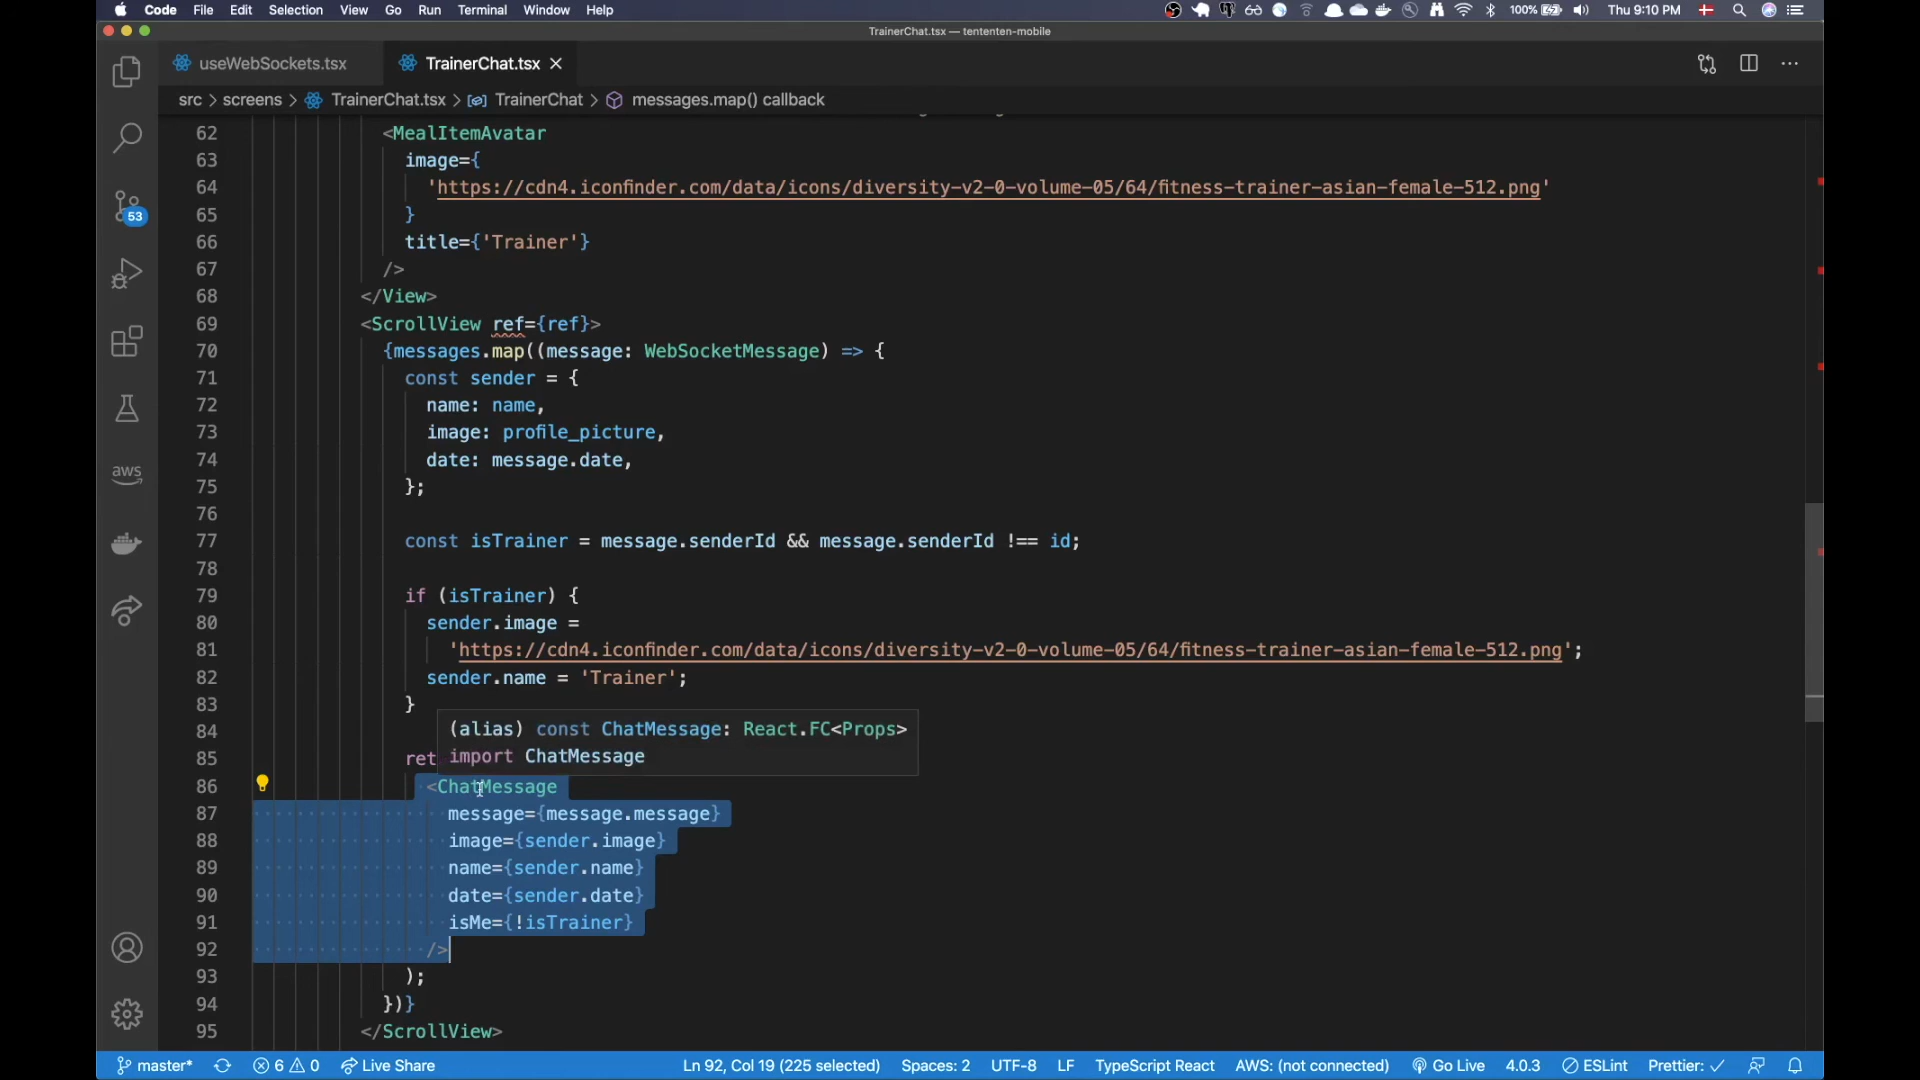 Code File Edit Selection View Go Run Terminal Window Help 100% Thu 9:10 PM
TrainerChat.tsx — tententen-mobile
useWebSockets.tsx TrainerChat.tsx
src > screens > TrainerChat.tsx > TrainerChat > messages.map() callback
62 <MealItemAvatar
63 image={
64 'https://cdn4.iconfinder.com/data/icons/diversity-v2-0-volume-05/64/fitness-trainer-asian-female-512.png'
65 }
66 title={'Trainer'}
67 />
68 </View>
69 <ScrollView ref={ref}>
70 {messages.map((message: WebSocketMessage) => {
71 const sender = {
72 name: name,
73 image: profile_picture,
74 date: message.date,
75 };
76
77 const isTrainer = message.senderId && message.senderId !== id;
78
79 if (isTrainer) {
80 sender.image =
81 'https://cdn4.iconfinder.com/data/icons/diversity-v2-0-volume-05/64/fitness-trainer-asian-female-512.png';
82 sender.name = 'Trainer';
83 }
84 (alias) const ChatMessage: React.FC<Props>
85 ret import ChatMessage
86 <ChatMessage
87 message={message.message}
88 image={sender.image}
89 name={sender.name}
90 date={sender.date}
91 isMe={!isTrainer}
92 />
93 );
94 })}
95 </ScrollView>
53
aws
master* 6 0 Live Share Ln 92, Col 19 (225 selected) Spaces: 2 UTF-8 LF TypeScript React AWS: (not connected) Go Live 4.0.3 ESLint Prettier: ✓